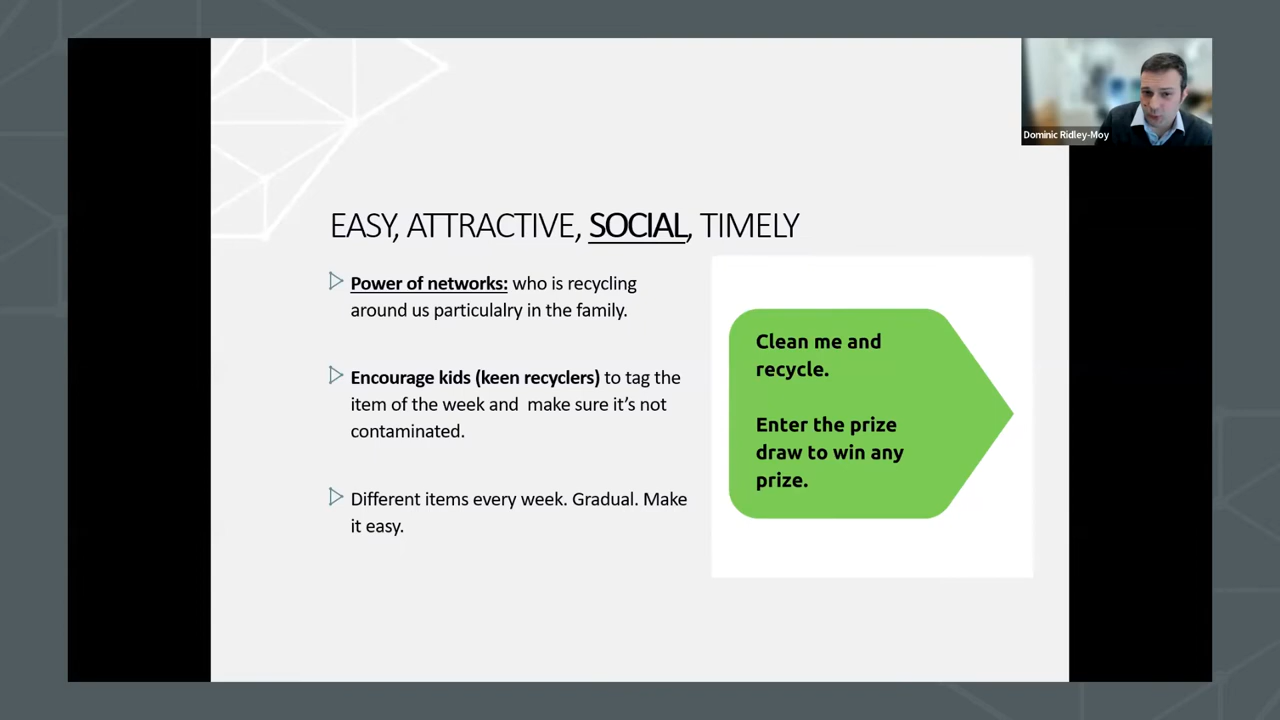 Dominic Ridley-Moy
EASY, ATTRACTIVE, SOCIAL, TIMELY
Power of networks: who is recycling
around us particulalry in the family.
Encourage kids (keen recyclers) to tag the
item of the week and make sure it's not
contaminated.
Different items every week. Gradual. Make
it easy.
Clean me and
recycle.
Enter the prize
draw to win any
prize.